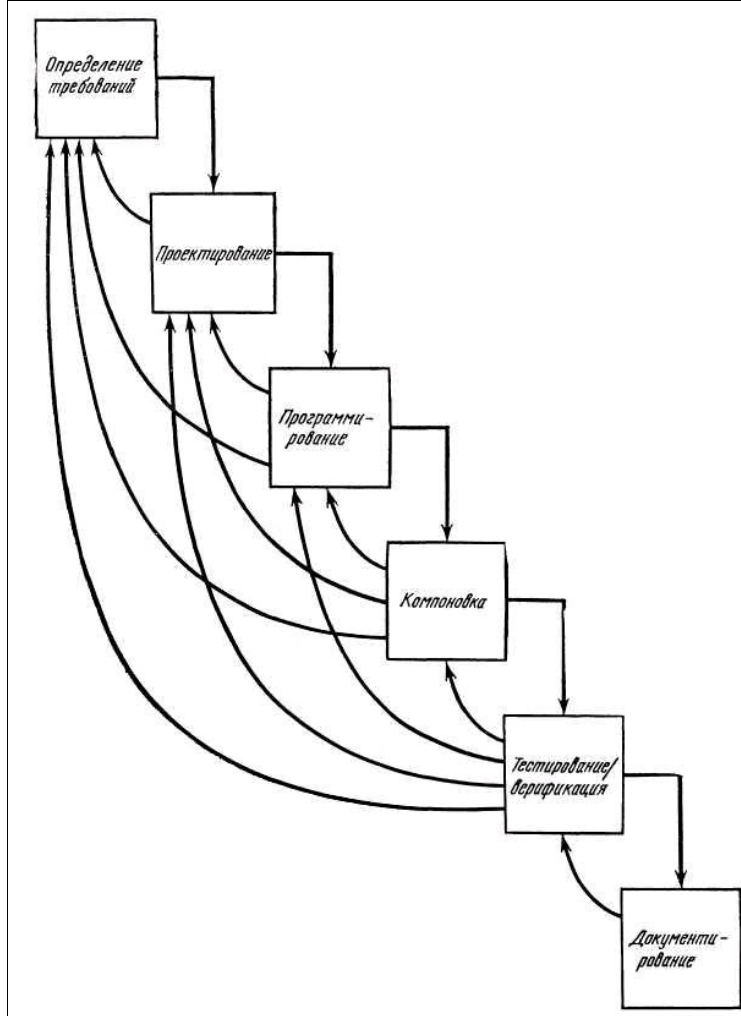 Определение
требований
Проектирование
Программи-
рование
Компоновка
Тестирование/
верификация
Документи-
рование